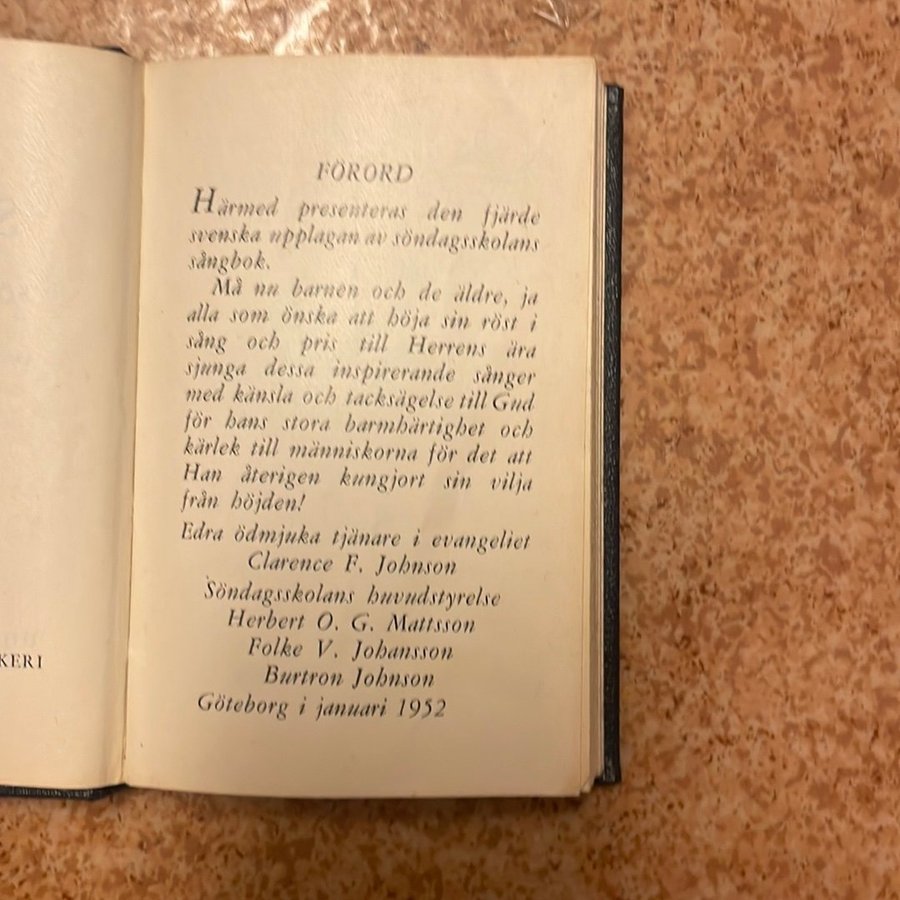 KERI
FÖRORD
Härmed presenteras den fjärde
svenska upplagan av söndagsskolans
sångbok.
Må nu barnen och de äldre, ja
alla som önska att höja sin röst i
sång och pris till Herrens ära
sjunga dessa inspirerande sånger
med känsla och tacksägelse till Gud
för hans stora barmhärtighet och
kärlek till människorna för det att
Han återigen kungjort sin vilja
från höjden!
Edra ödmjuka tjänare i evangeliet
Clarence F. Johnson
Söndagsskolans huvudstyrelse
Herbert O. G. Mattsson
Folke V. Johansson
Burtron Johnson
Göteborg i januari 1952